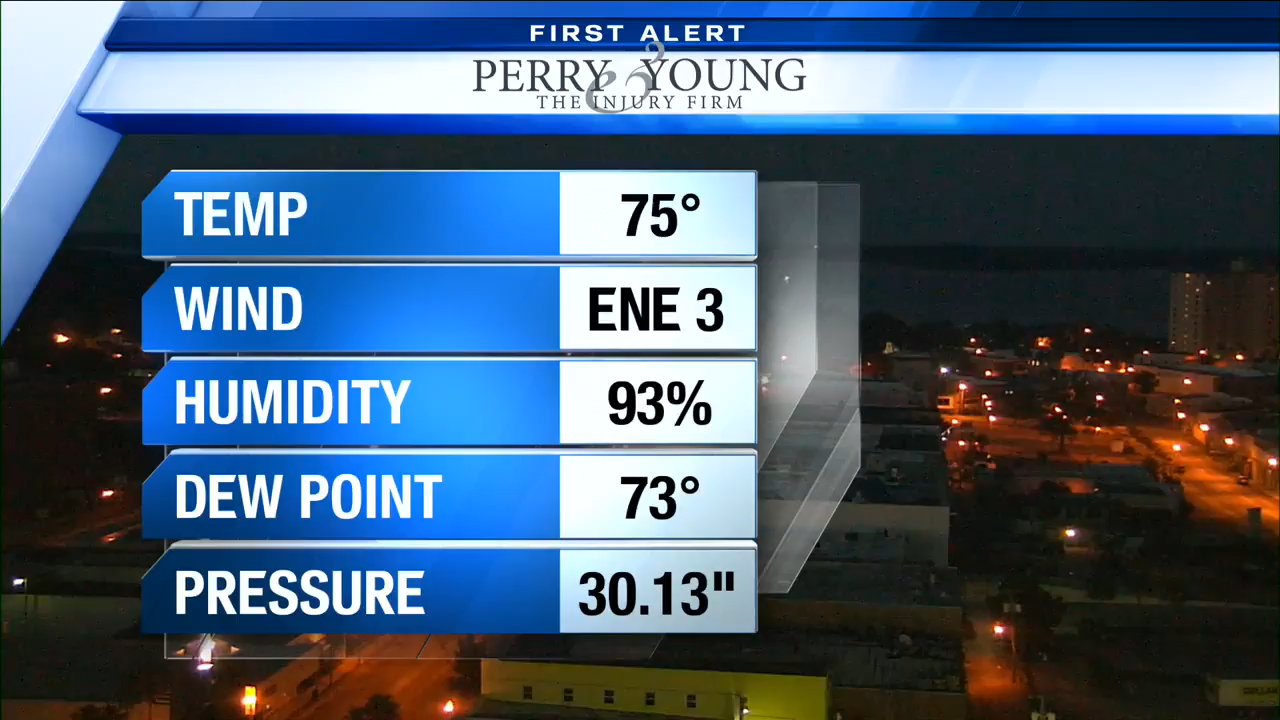 FIRST ALERT
PERRY & YOUNG
THE INJURY FIRM
TEMP 75°
WIND ENE 3
HUMIDITY 93%
DEW POINT 73°
PRESSURE 30.13"